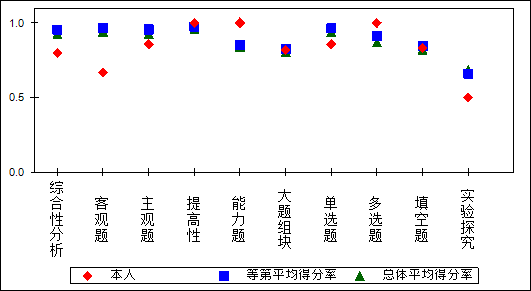 1.0
0.5
0.0
综合性分析
客观题
主观题
提高性
能力题
大题组块
单选题
多选题
填空题
实验探究
本人 等第平均得分率 总体平均得分率